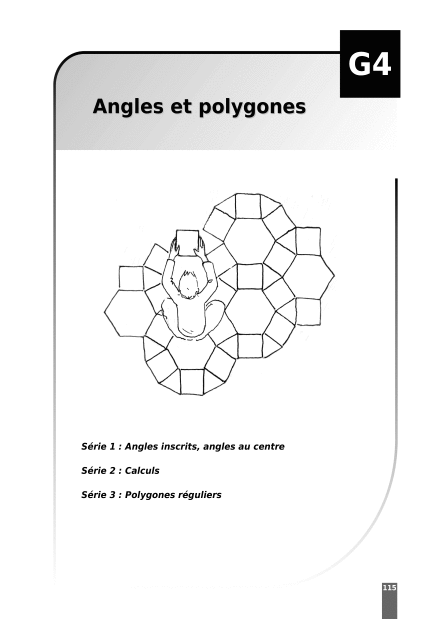 G4
Angles et polygones
Série 1 : Angles inscrits, angles au centre
Série 2 : Calculs
Série 3 : Polygones réguliers
115